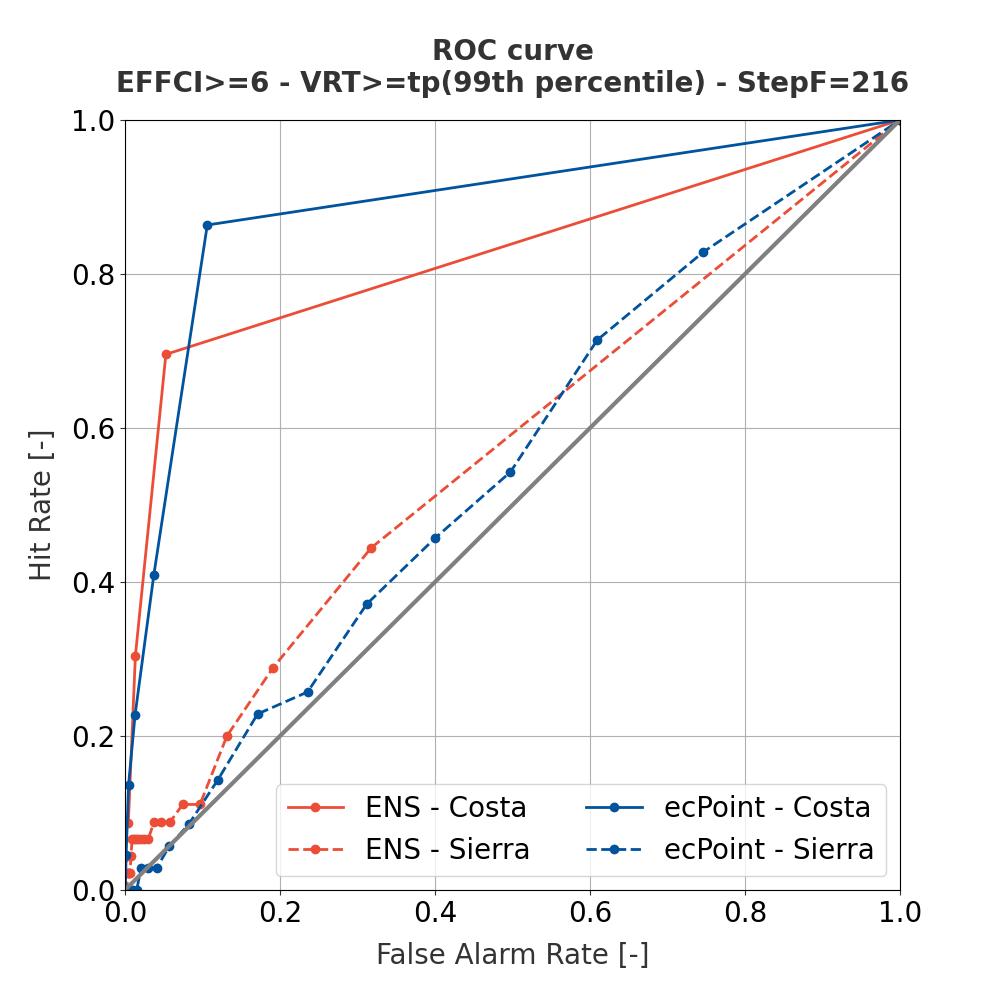 ROC curve
EFFCI>=6 - VRT>=tp(99th percentile) - StepF=216
1.0
0.8
0.6
0.4
0.2
0.0
Hit Rate [-]
ENS - Costa
ENS - Sierra
ecPoint - Costa
ecPoint - Sierra
0.0 0.2 0.4 0.6 0.8 1.0
False Alarm Rate [-]